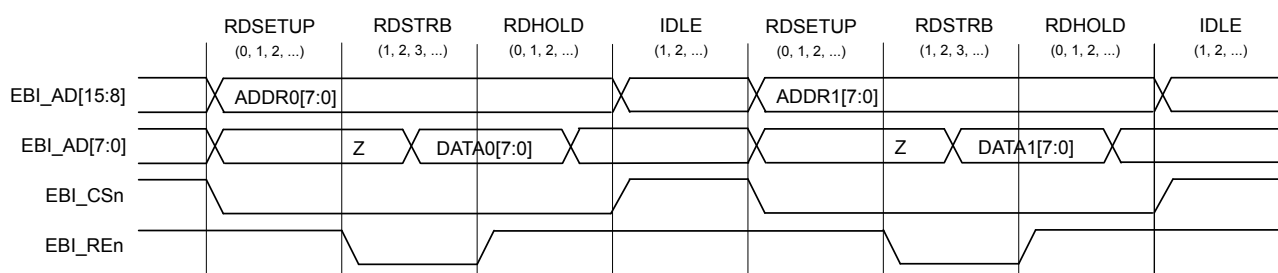 RDSETUP RDSTRB RDHOLD IDLE RDSETUP RDSTRB RDHOLD IDLE
(0, 1, 2, ...) (1, 2, 3, ...) (0, 1, 2, ...) (1, 2, ...) (0, 1, 2, ...) (1, 2, 3, ...) (0, 1, 2, ...) (1, 2, ...)
EBI_AD[15:8] ADDR0[7:0] ADDR1[7:0]
EBI_AD[7:0] Z DATA0[7:0] Z DATA1[7:0]
EBI_CSn
EBI_REn